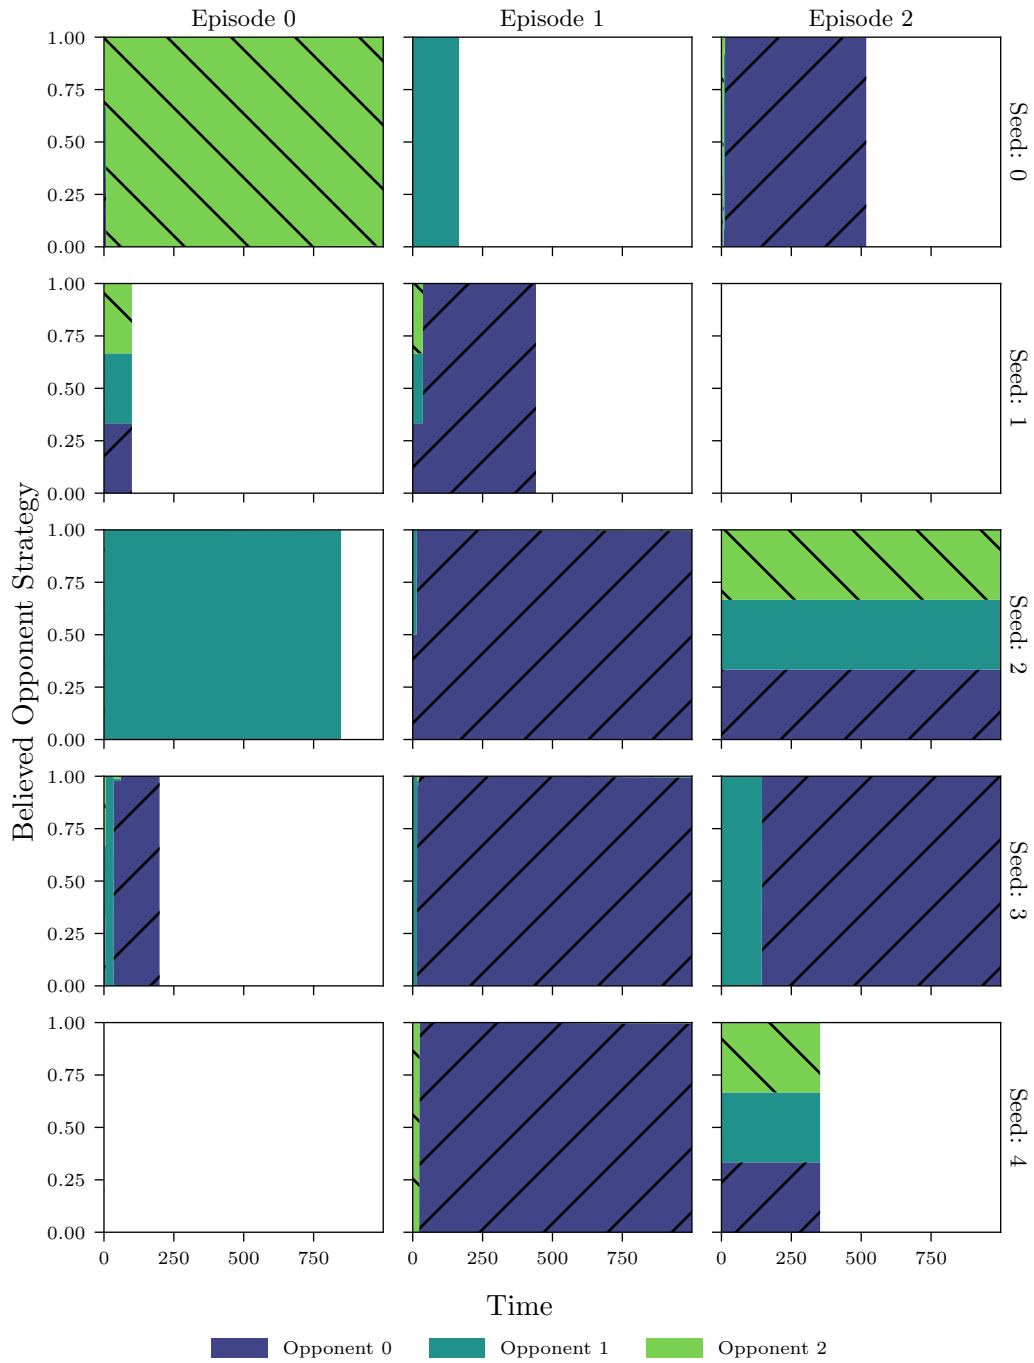 Episode 0 Episode 1 Episode 2
1.00
0.75
0.50
0.25
0.00
Seed: 0
1.00
0.75
0.50
0.25
0.00
Seed: 1
Believed Opponent Strategy
1.00
0.75
0.50
0.25
0.00
Seed: 2
1.00
0.75
0.50
0.25
0.00
Seed: 3
1.00
0.75
0.50
0.25
0.00
Seed: 4
0 250 500 750 0 250 500 750 0 250 500 750
Time
Opponent 0 Opponent 1 Opponent 2